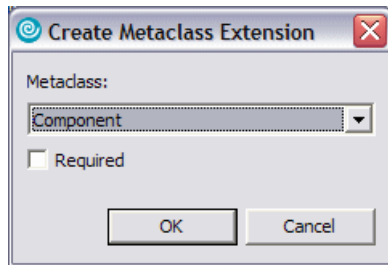 Create Metaclass Extension
Metaclass:
Component
Required
OK
Cancel